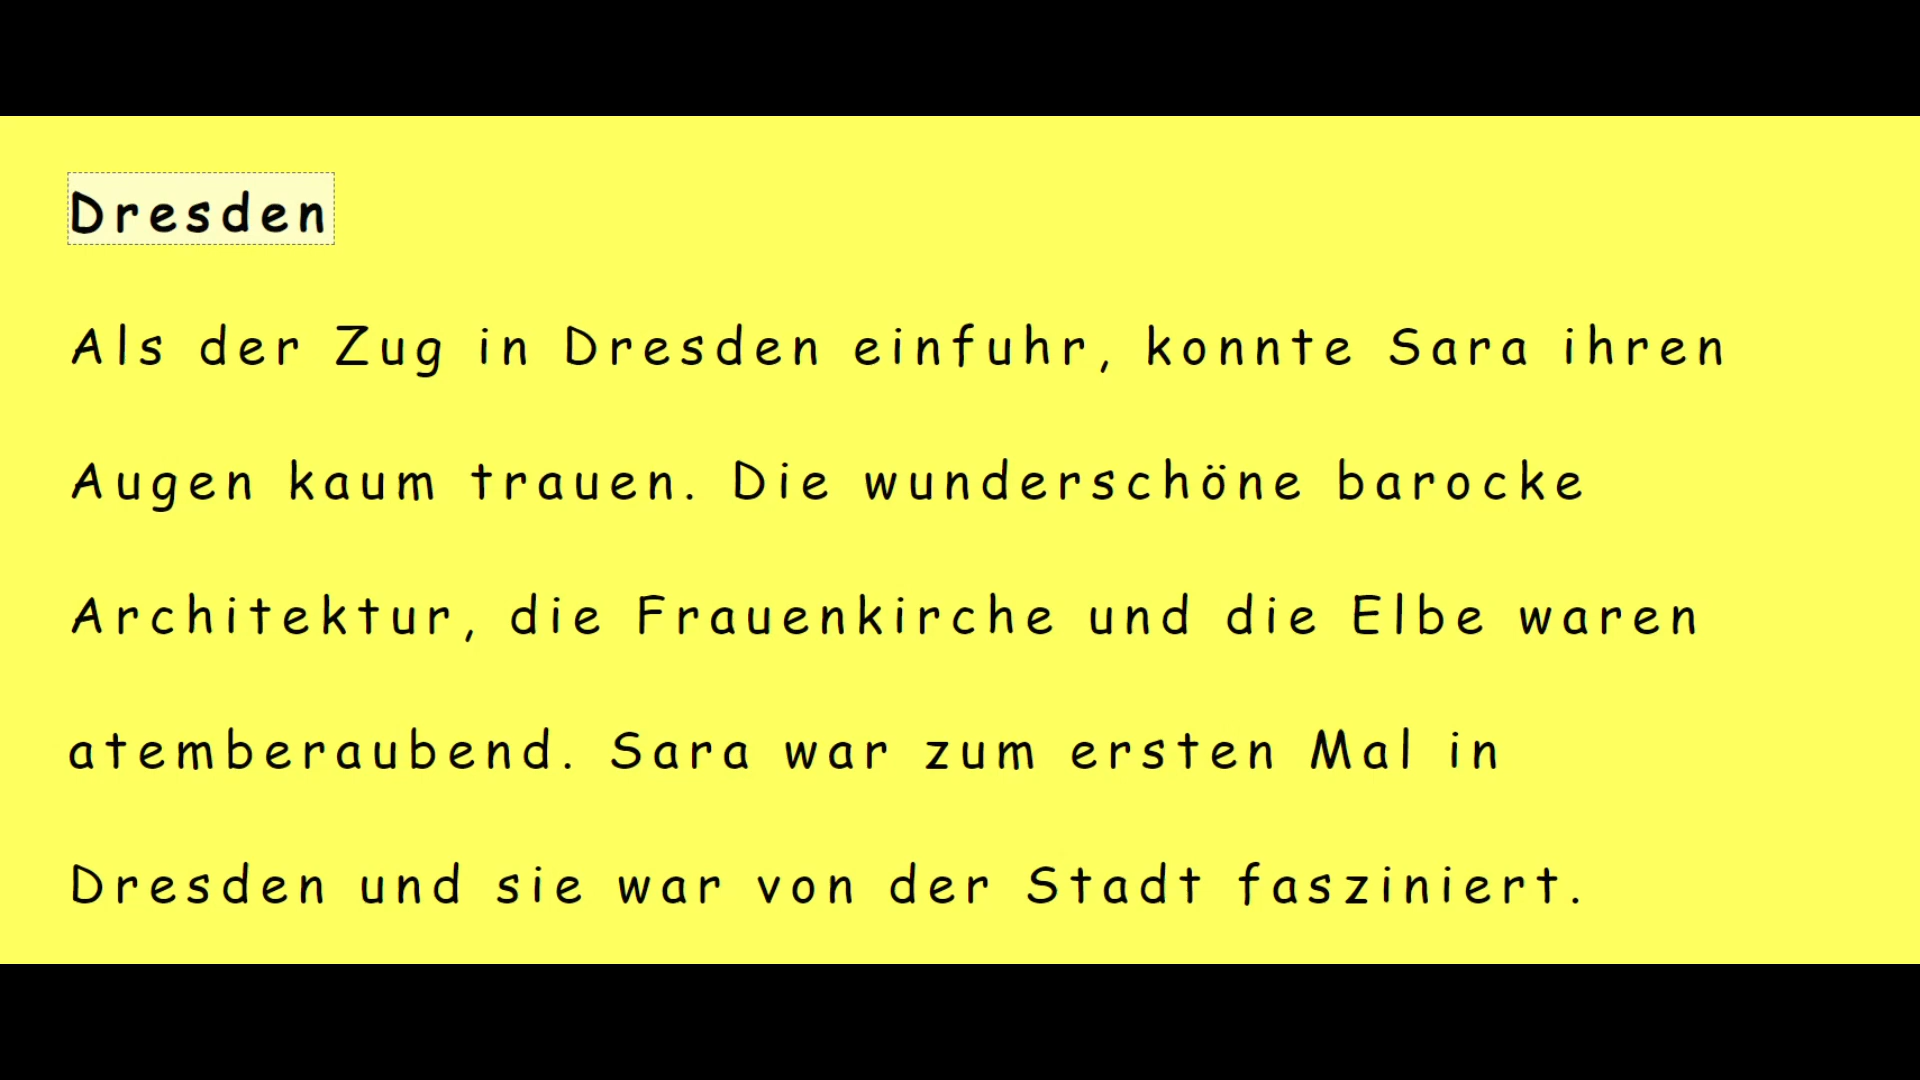 Dresden
Als der Zug in Dresden einfuhr, konnte Sara ihren
Augen kaum trauen. Die wunderschöne barocke
Architektur, die Frauenkirche und die Elbe waren
atemberaubend. Sara war zum ersten Mal in
Dresden und sie war von der Stadt fasziniert.